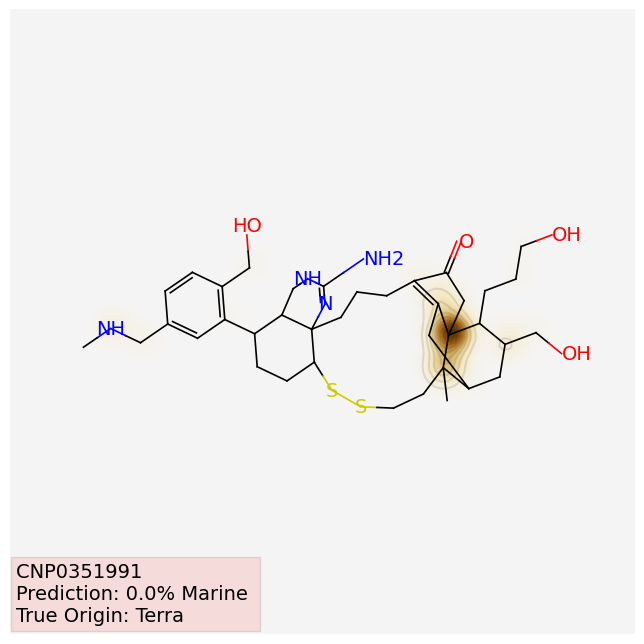 HO
O
OH
NH2
NH
N
NH
OH
S
S
CNP0351991
Prediction: 0.0% Marine
True Origin: Terra